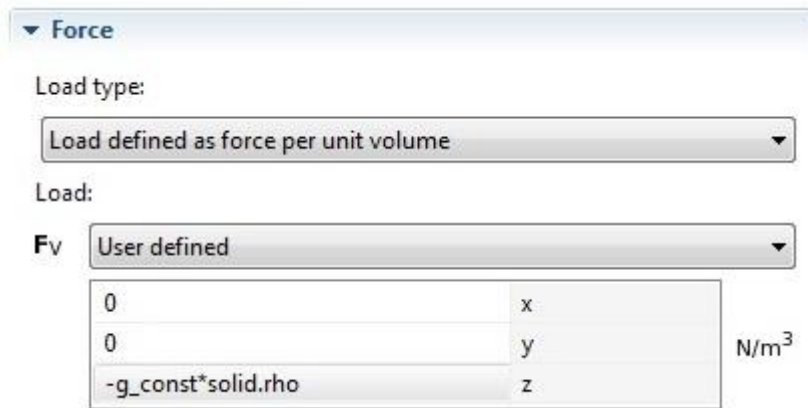 Force
Load type:
Load defined as force per unit volume
Load:
Fv User defined
0 x
0 y N/m³
-g_const*solid.rho z